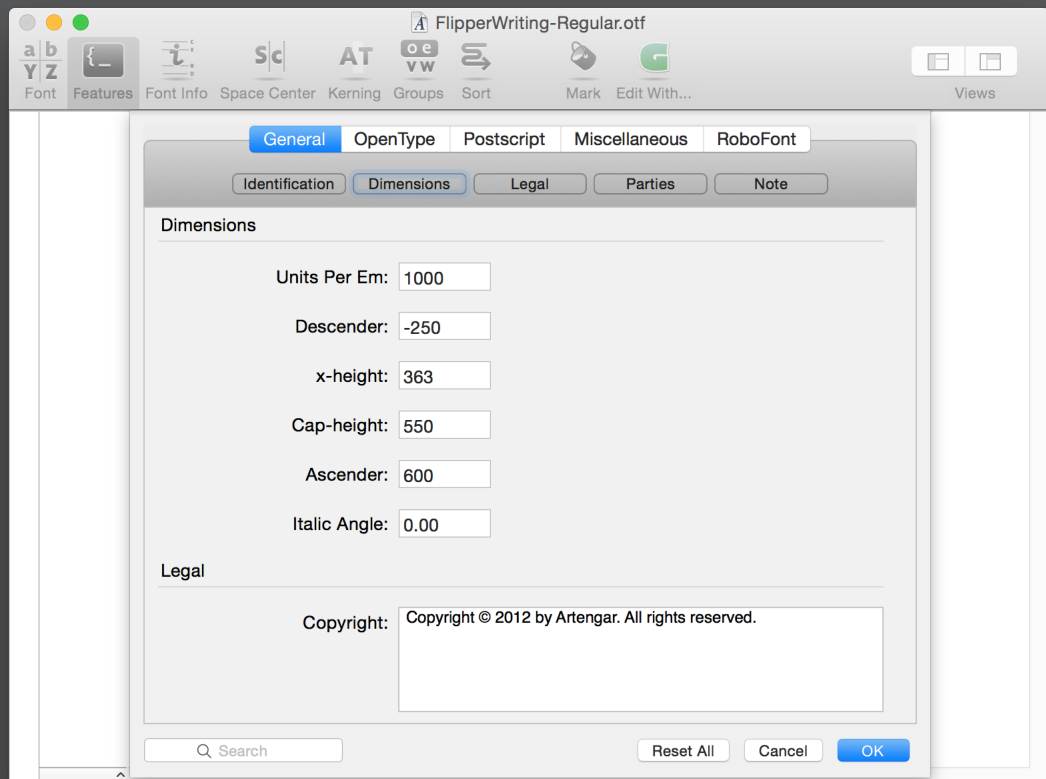 FlipperWriting-Regular.otf
a b
Y Z
{_
i
S c
AT
o e
v w
S
G
Font Features Font Info Space Center Kerning Groups Sort Mark Edit With... Views
General OpenType Postscript Miscellaneous RoboFont
Identification Dimensions Legal Parties Note
Dimensions
Units Per Em: 1000
Descender: -250
x-height: 363
Cap-height: 550
Ascender: 600
Italic Angle: 0.00
Legal
Copyright: Copyright © 2012 by Artengar. All rights reserved.
Search Reset All Cancel OK